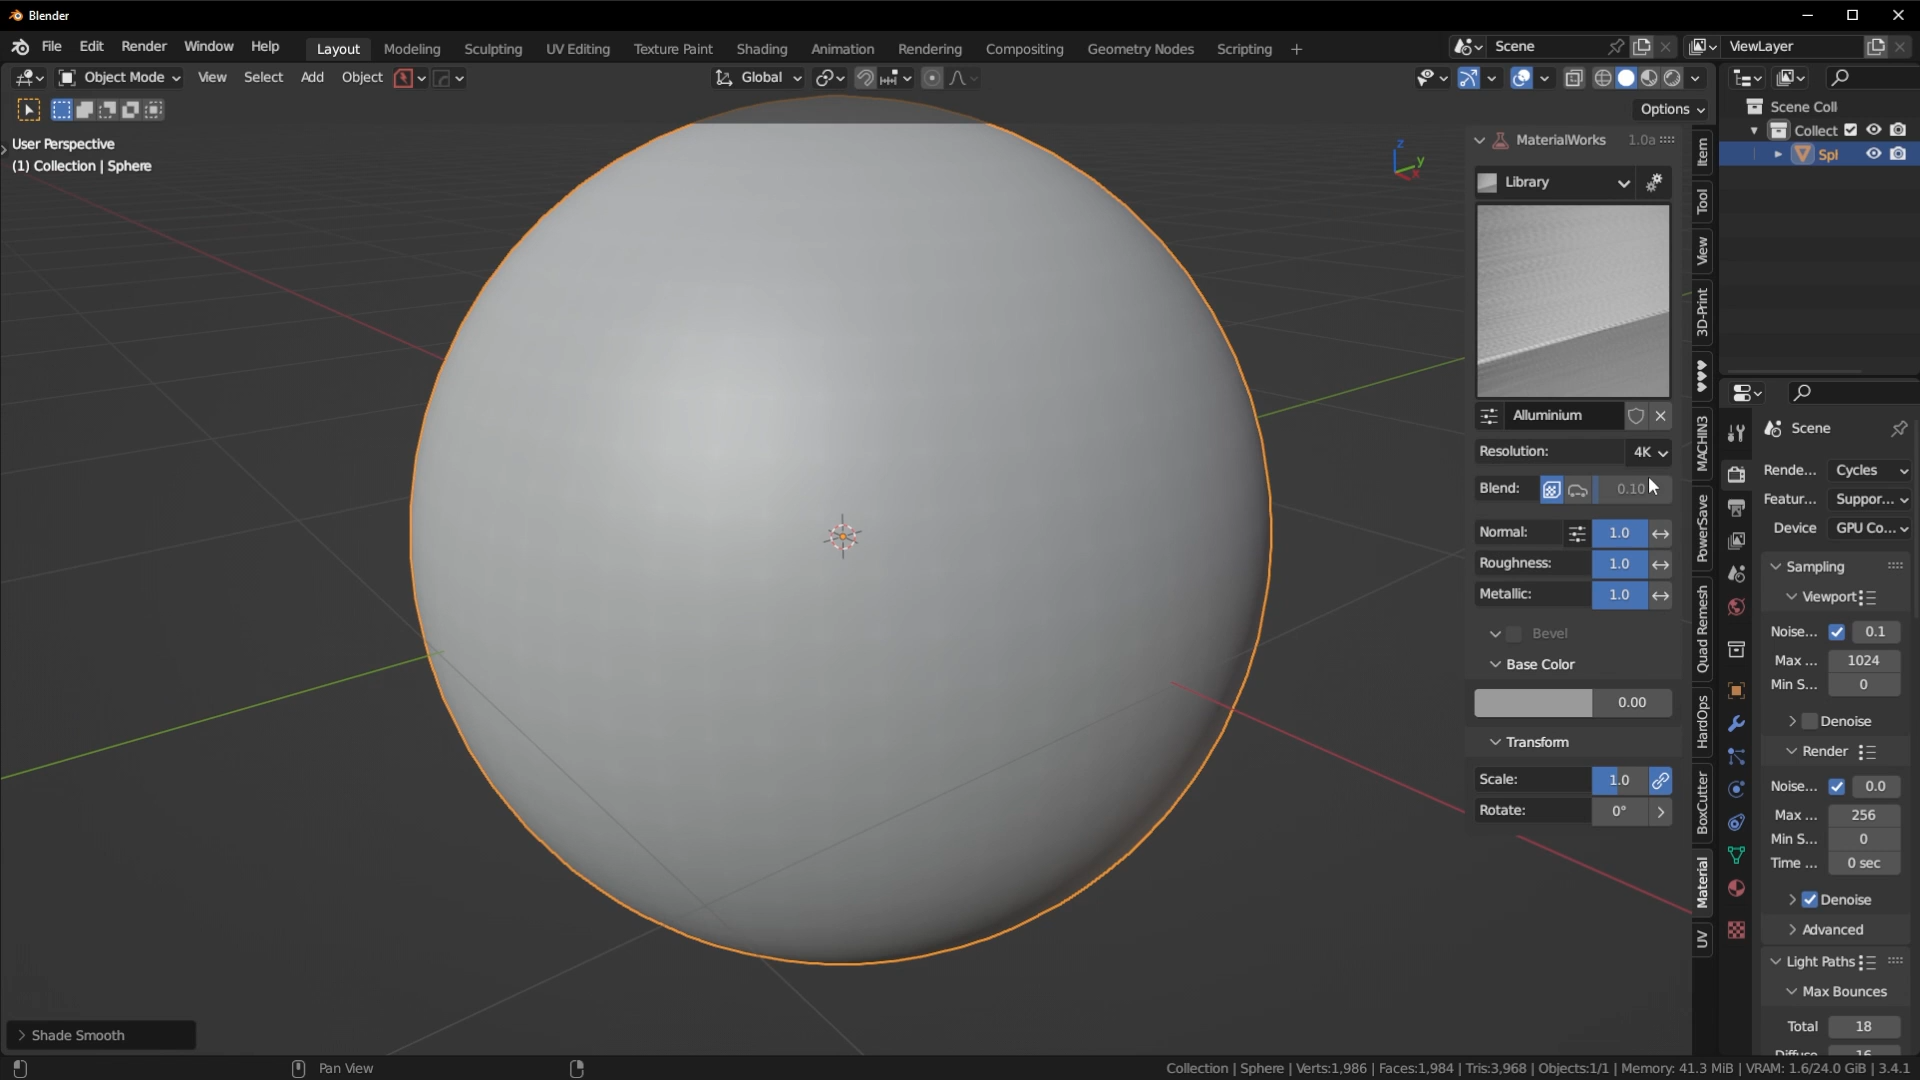 Blender
File Edit Render Window Help
Layout Modeling Sculpting UV Editing Texture Paint Shading Animation Rendering Compositing Geometry Nodes Scripting +
Scene
ViewLayer
Object Mode View Select Add Object
Global
Options
User Perspective
(1) Collection | Sphere
Z
Y
X
MaterialWorks 1.0a
Library
Alluminium
Resolution: 4K
Blend: 0.10
Normal: 1.0
Roughness: 1.0
Metallic: 1.0
Bevel
Base Color
0.00
Transform
Scale: 1.0
Rotate: 0°
Item
Tool
View
3D-Print
♥♥♥
MACHIN3
PowerSave
Quad Remesh
HardOps
BoxCutter
Material
UV
Scene Coll
Collect
Spl
Scene
Rende... Cycles
Featur... Suppor...
Device GPU Co...
Sampling
Viewport
Noise... 0.1
Max ... 1024
Min S... 0
Denoise
Render
Noise... 0.0
Max ... 256
Min S... 0
Time ... 0 sec
Denoise
Advanced
Light Paths
Max Bounces
Total 18
Diffuse 16
Shade Smooth
Pan View
Collection | Sphere | Verts:1,986 | Faces:1,984 | Tris:3,968 | Objects:1/1 | Memory: 41.3 MiB | VRAM: 1.6/24.0 GiB | 3.4.1